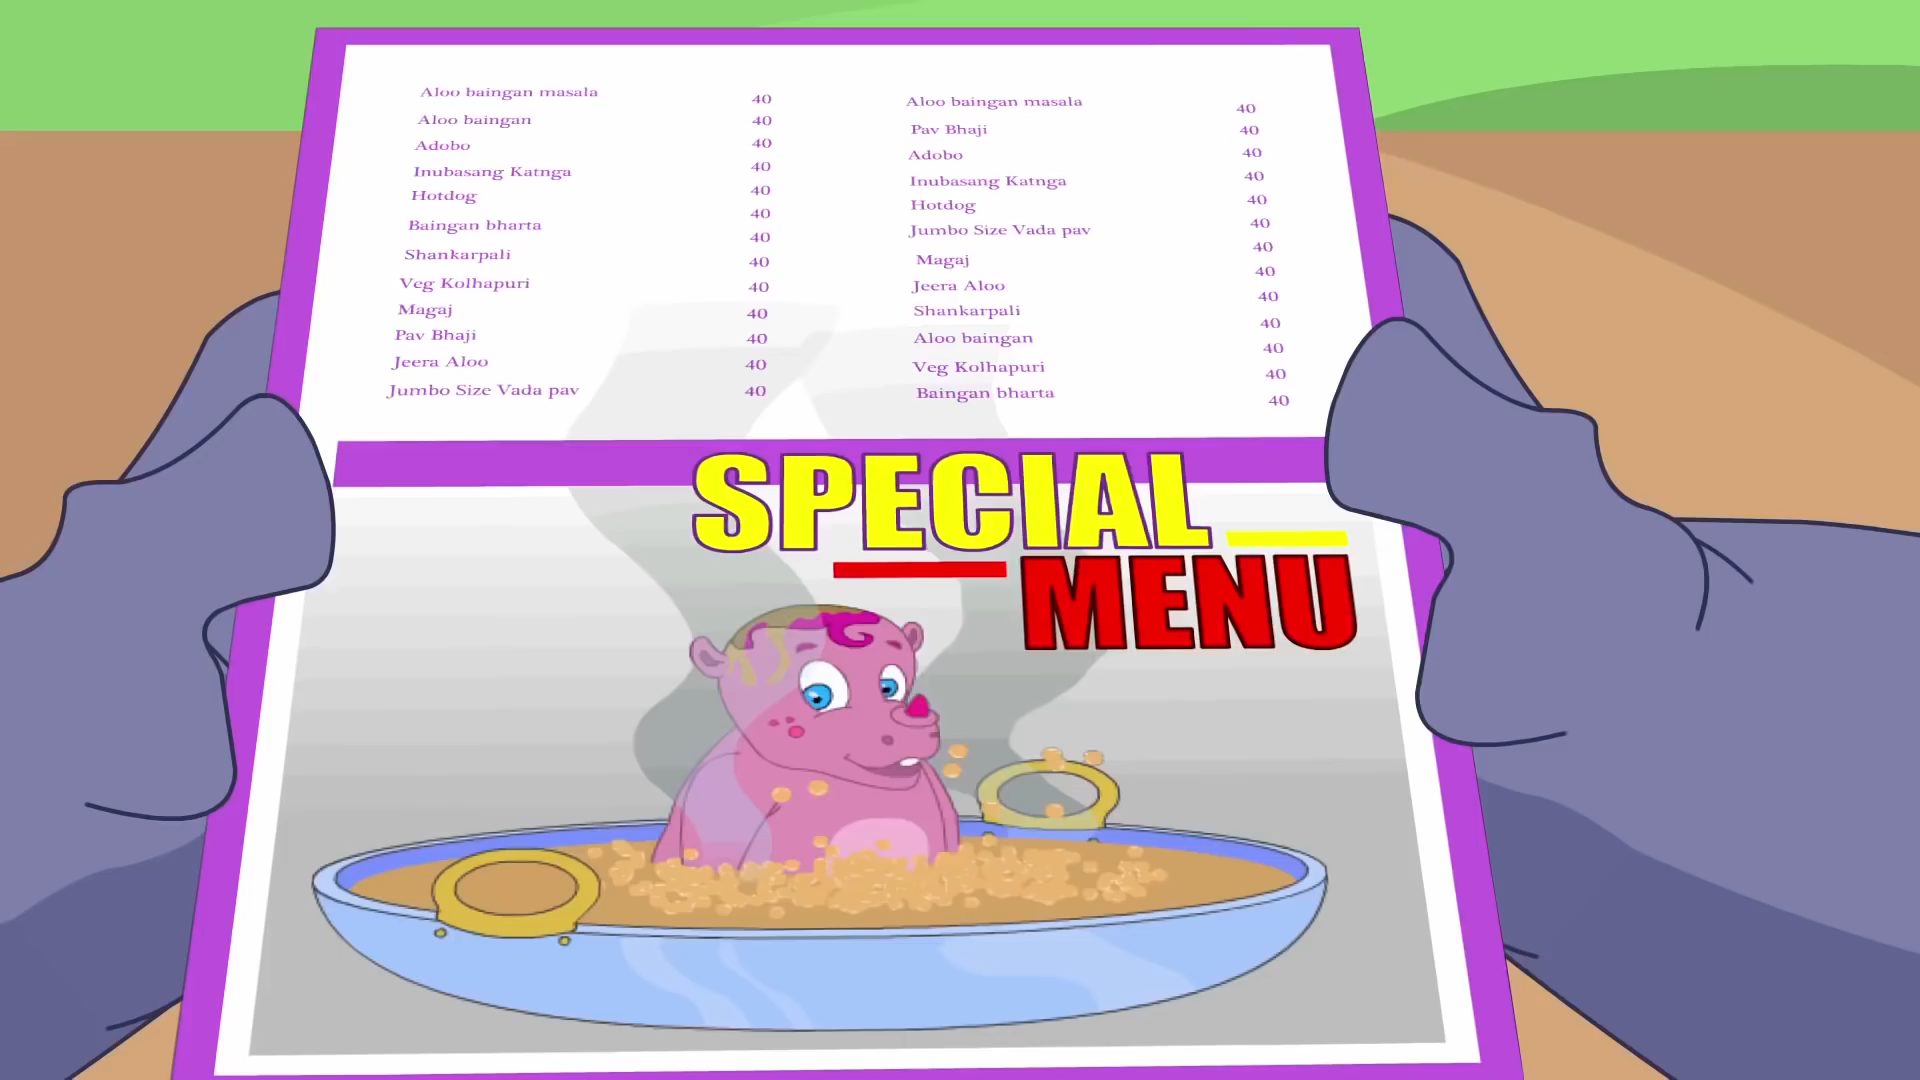 Aloo baingan masala
Aloo baingan
Adobo
Inubasang Katnga
Hotdog
Baingan bharta
Shankarpali
Veg Kolhapuri
Magaj
Pav Bhaji
Jeera Aloo
Jumbo Size Vada pav
40
40
40
40
40
40
40
40
40
40
40
40
40
Aloo baingan masala
Pav Bhaji
Adobo
Inubasang Katnga
Hotdog
Jumbo Size Vada pav
Magaj
Jeera Aloo
Shankarpali
Aloo baingan
Veg Kolhapuri
Baingan bharta
40
40
40
40
40
40
40
40
40
40
40
40
40
SPECIAL
MENU